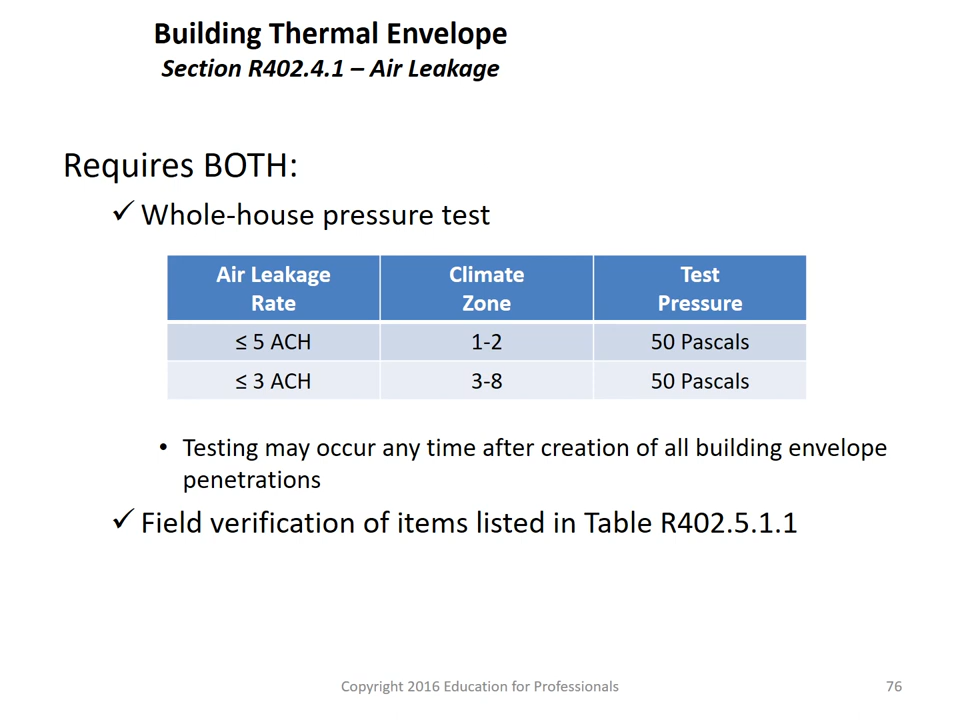 Building Thermal Envelope
Section R402.4.1 – Air Leakage
Requires BOTH:
✓ Whole-house pressure test
Air Leakage Rate | Climate Zone | Test Pressure
≤ 5 ACH | 1-2 | 50 Pascals
≤ 3 ACH | 3-8 | 50 Pascals
• Testing may occur any time after creation of all building envelope
penetrations
✓ Field verification of items listed in Table R402.5.1.1
Copyright 2016 Education for Professionals
76